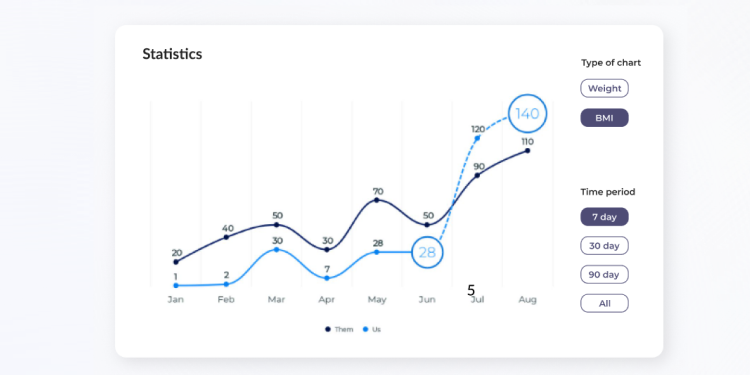 Statistics
Type of chart
Weight
BMI
140
120
110
90
70
50
50
50
40
30
30
28
28
20
7
2
1
5
Jan Feb Mar Apr May Jun Jul Aug
Them Us
Time period
7 day
30 day
90 day
All